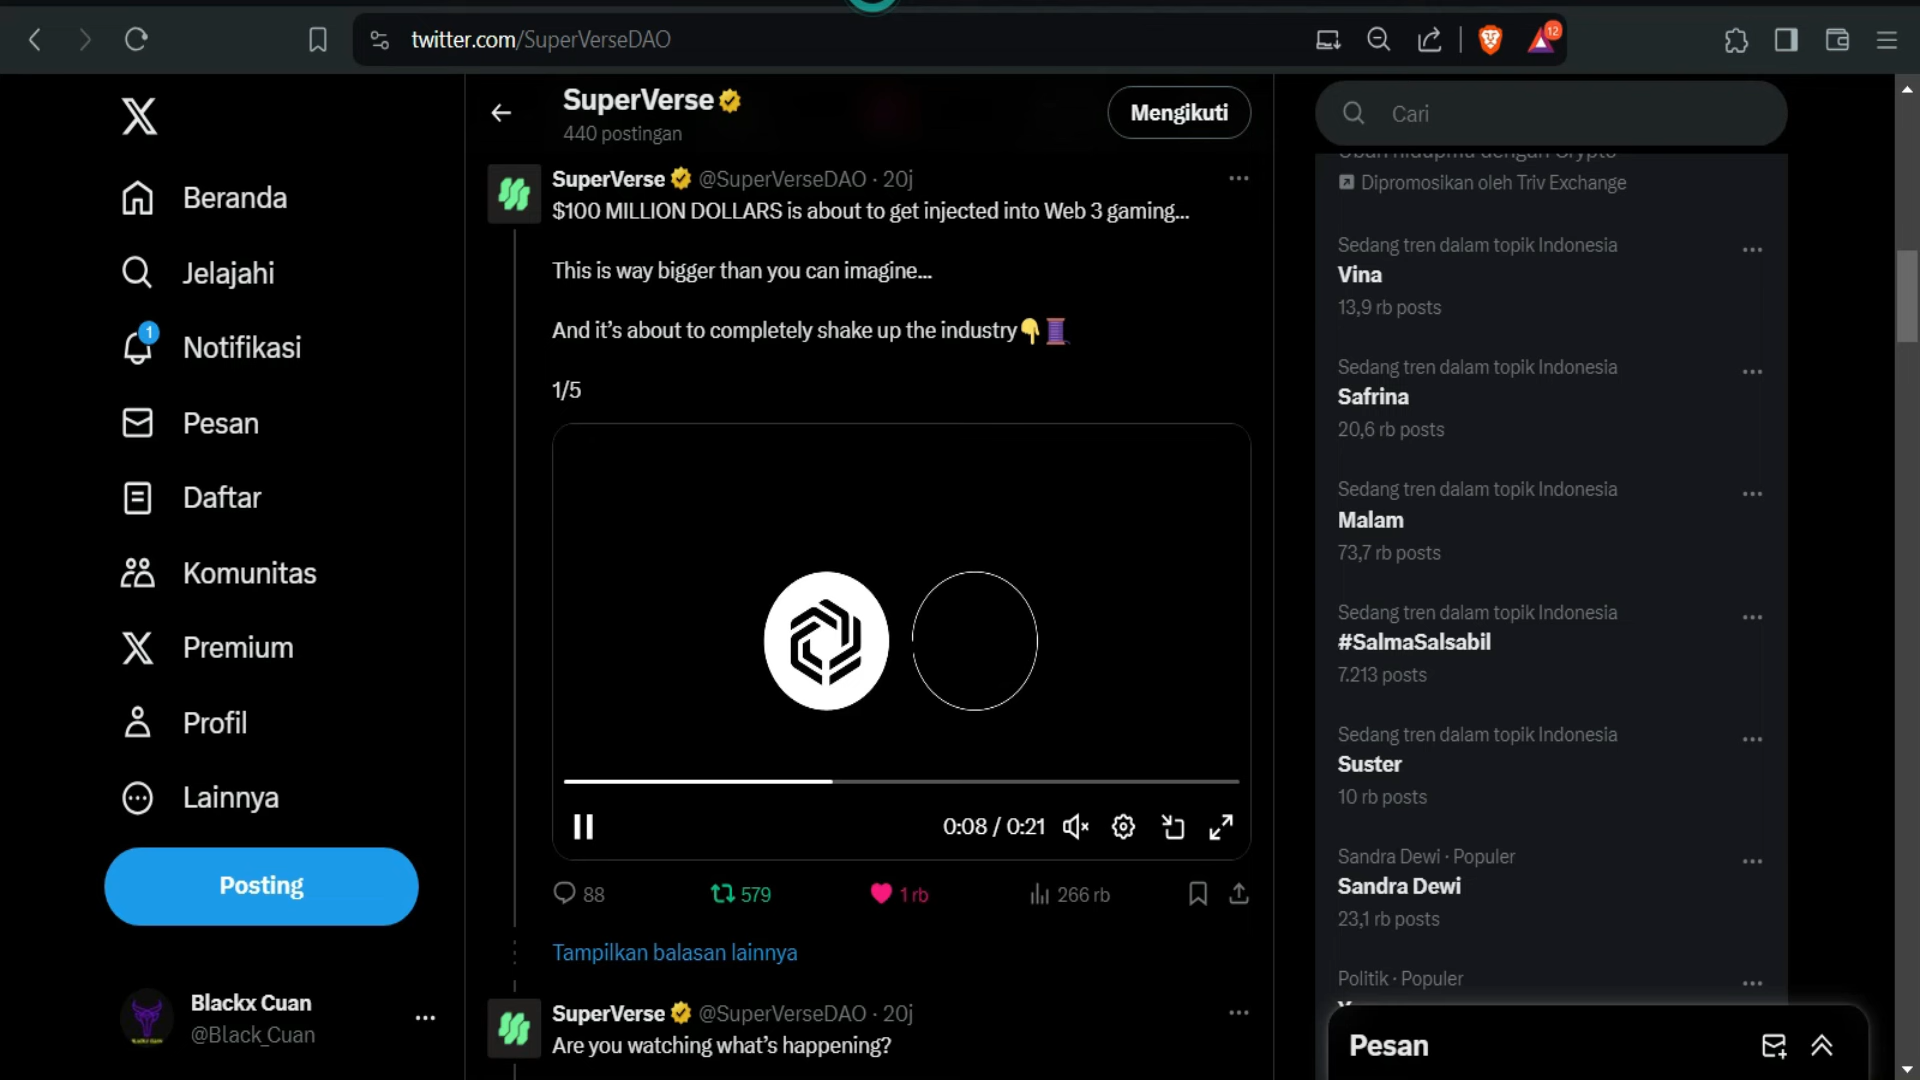 twitter.com/SuperVerseDAO
12
Beranda
Jelajahi
1
Notifikasi
Pesan
Daftar
Komunitas
Premium
Profil
Lainnya
Posting
Blackx Cuan
@Black_Cuan
SuperVerse
440 postingan
Mengikuti
SuperVerse @SuperVerseDAO · 20j
$100 MILLION DOLLARS is about to get injected into Web 3 gaming...
This is way bigger than you can imagine...
And it’s about to completely shake up the industry👇🧵
1/5
0:08 / 0:21
88
579
1 rb
266 rb
Tampilkan balasan lainnya
SuperVerse @SuperVerseDAO · 20j
Are you watching what’s happening?
Cari
Ubah hidupmu dengan Crypto
Dipromosikan oleh Triv Exchange
Sedang tren dalam topik Indonesia
Vina
13,9 rb posts
Sedang tren dalam topik Indonesia
Safrina
20,6 rb posts
Sedang tren dalam topik Indonesia
Malam
73,7 rb posts
Sedang tren dalam topik Indonesia
#SalmaSalsabil
7.213 posts
Sedang tren dalam topik Indonesia
Suster
10 rb posts
Sandra Dewi · Populer
Sandra Dewi
23,1 rb posts
Politik · Populer
Pesan